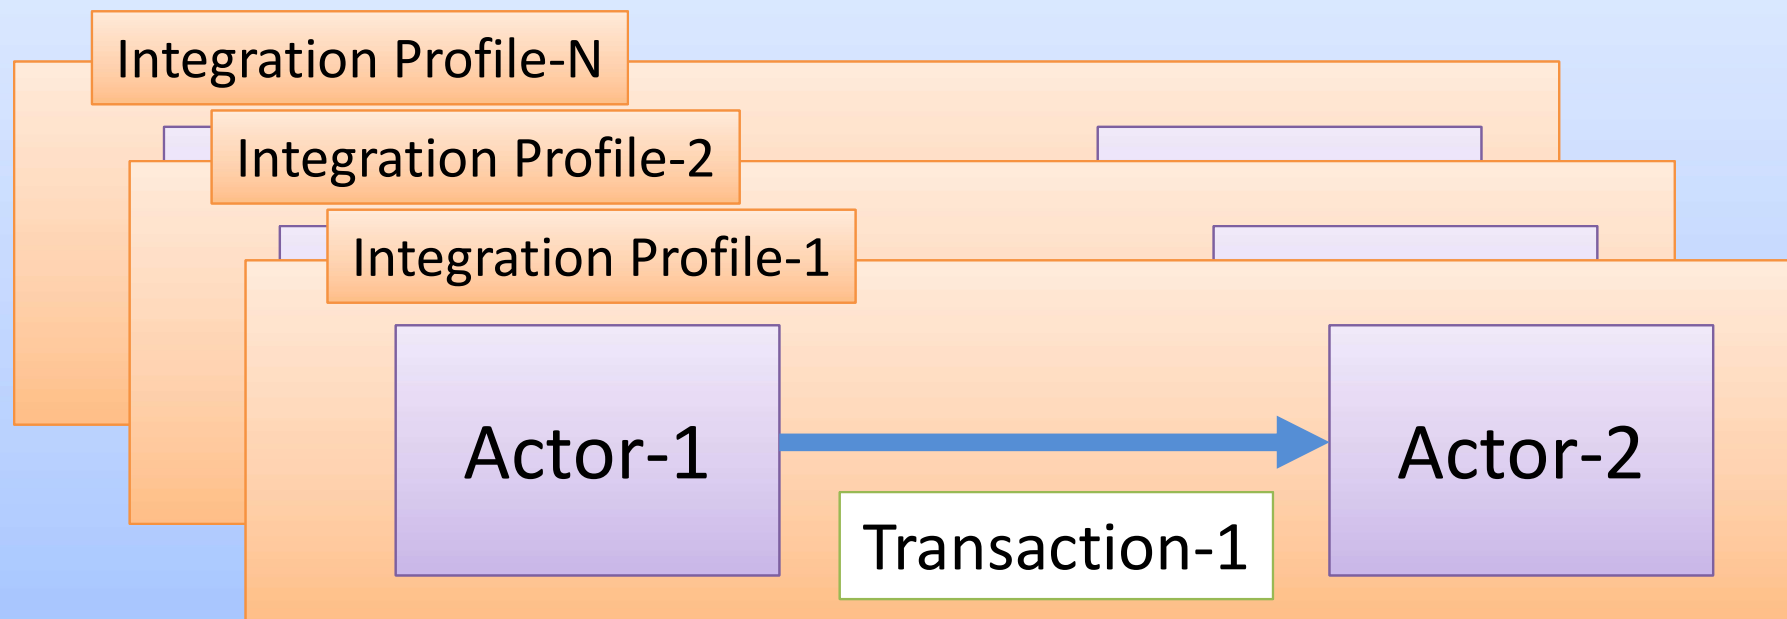 Integration Profile-N
Integration Profile-2
Integration Profile-1
Actor-1
Actor-2
Transaction-1